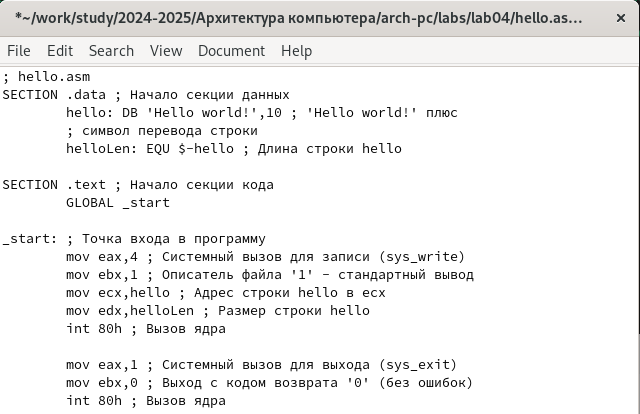 *~/work/study/2024-2025/Архитектура компьютера/arch-pc/labs/lab04/hello.as...
File Edit Search View Document Help
; hello.asm
SECTION .data ; Начало секции данных
hello: DB 'Hello world!',10 ; 'Hello world!' плюс
; символ перевода строки
helloLen: EQU $-hello ; Длина строки hello
SECTION .text ; Начало секции кода
GLOBAL _start
_start: ; Точка входа в программу
mov eax,4 ; Системный вызов для записи (sys_write)
mov ebx,1 ; Описатель файла '1' - стандартный вывод
mov ecx,hello ; Адрес строки hello в ecx
mov edx,helloLen ; Размер строки hello
int 80h ; Вызов ядра
mov eax,1 ; Системный вызов для выхода (sys_exit)
mov ebx,0 ; Выход с кодом возврата '0' (без ошибок)
int 80h ; Вызов ядра